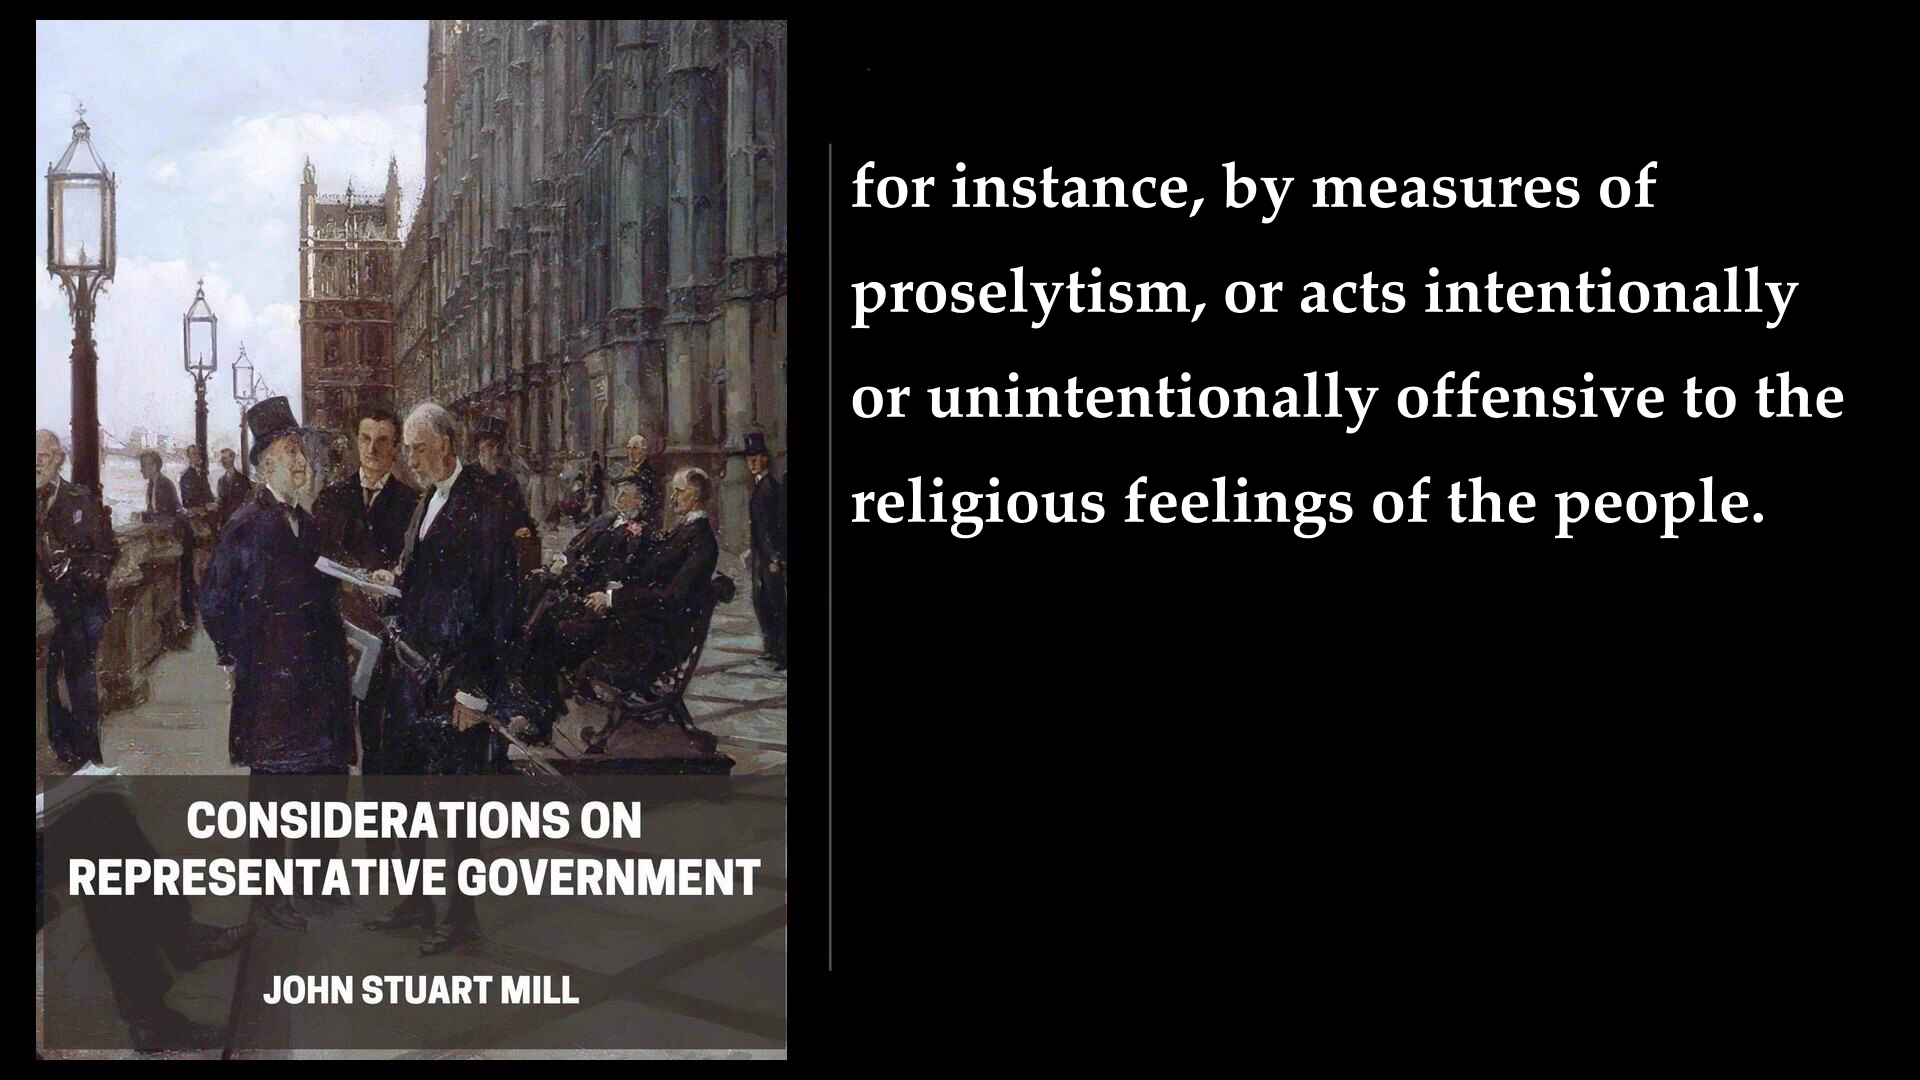 for instance, by measures of
proselytism, or acts intentionally
or unintentionally offensive to the
religious feelings of the people.
CONSIDERATIONS ON
REPRESENTATIVE GOVERNMENT
JOHN STUART MILL